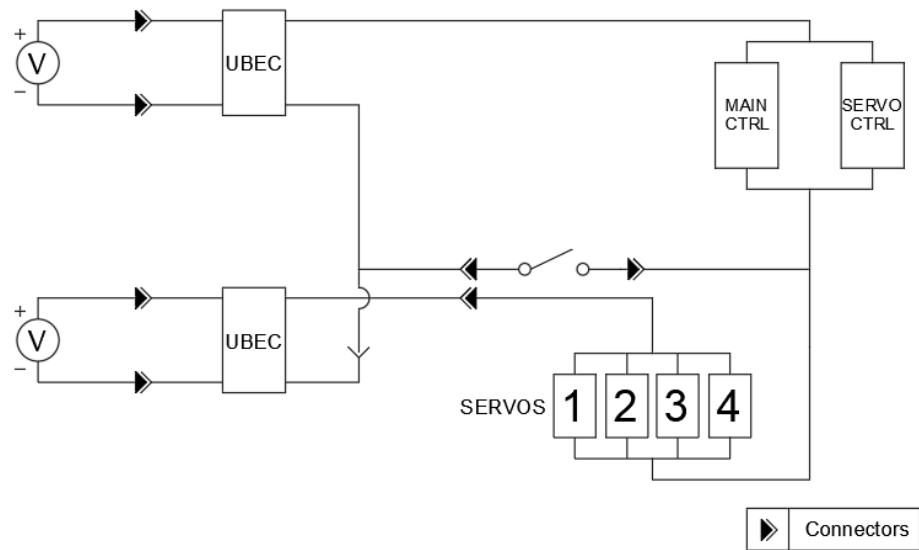 +
V
−
UBEC
MAIN
CTRL
SERVO
CTRL
+
V
−
UBEC
SERVOS
1
2
3
4
Connectors